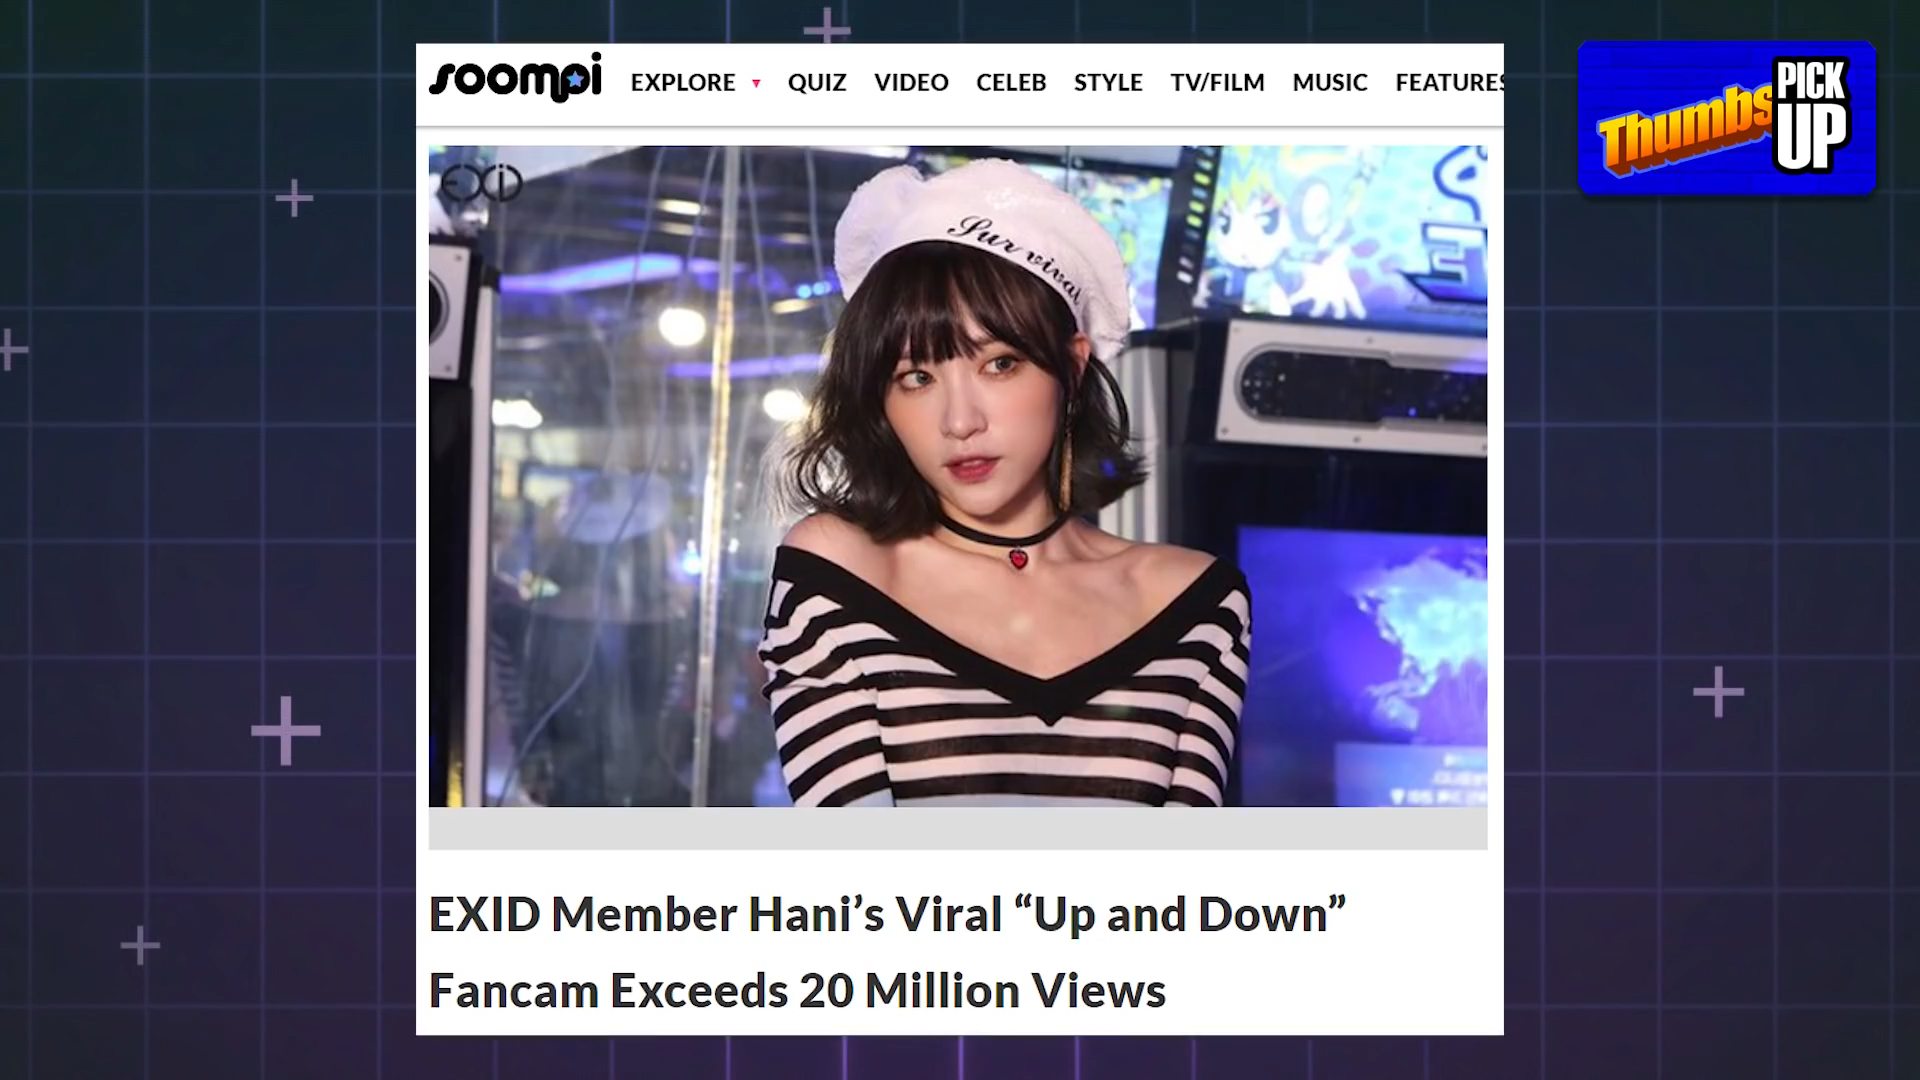 soompi EXPLORE ▼ QUIZ VIDEO CELEB STYLE TV/FILM MUSIC FEATURES
Thumbs PICK UP
EXID
Survival
EXID Member Hani’s Viral “Up and Down”
Fancam Exceeds 20 Million Views